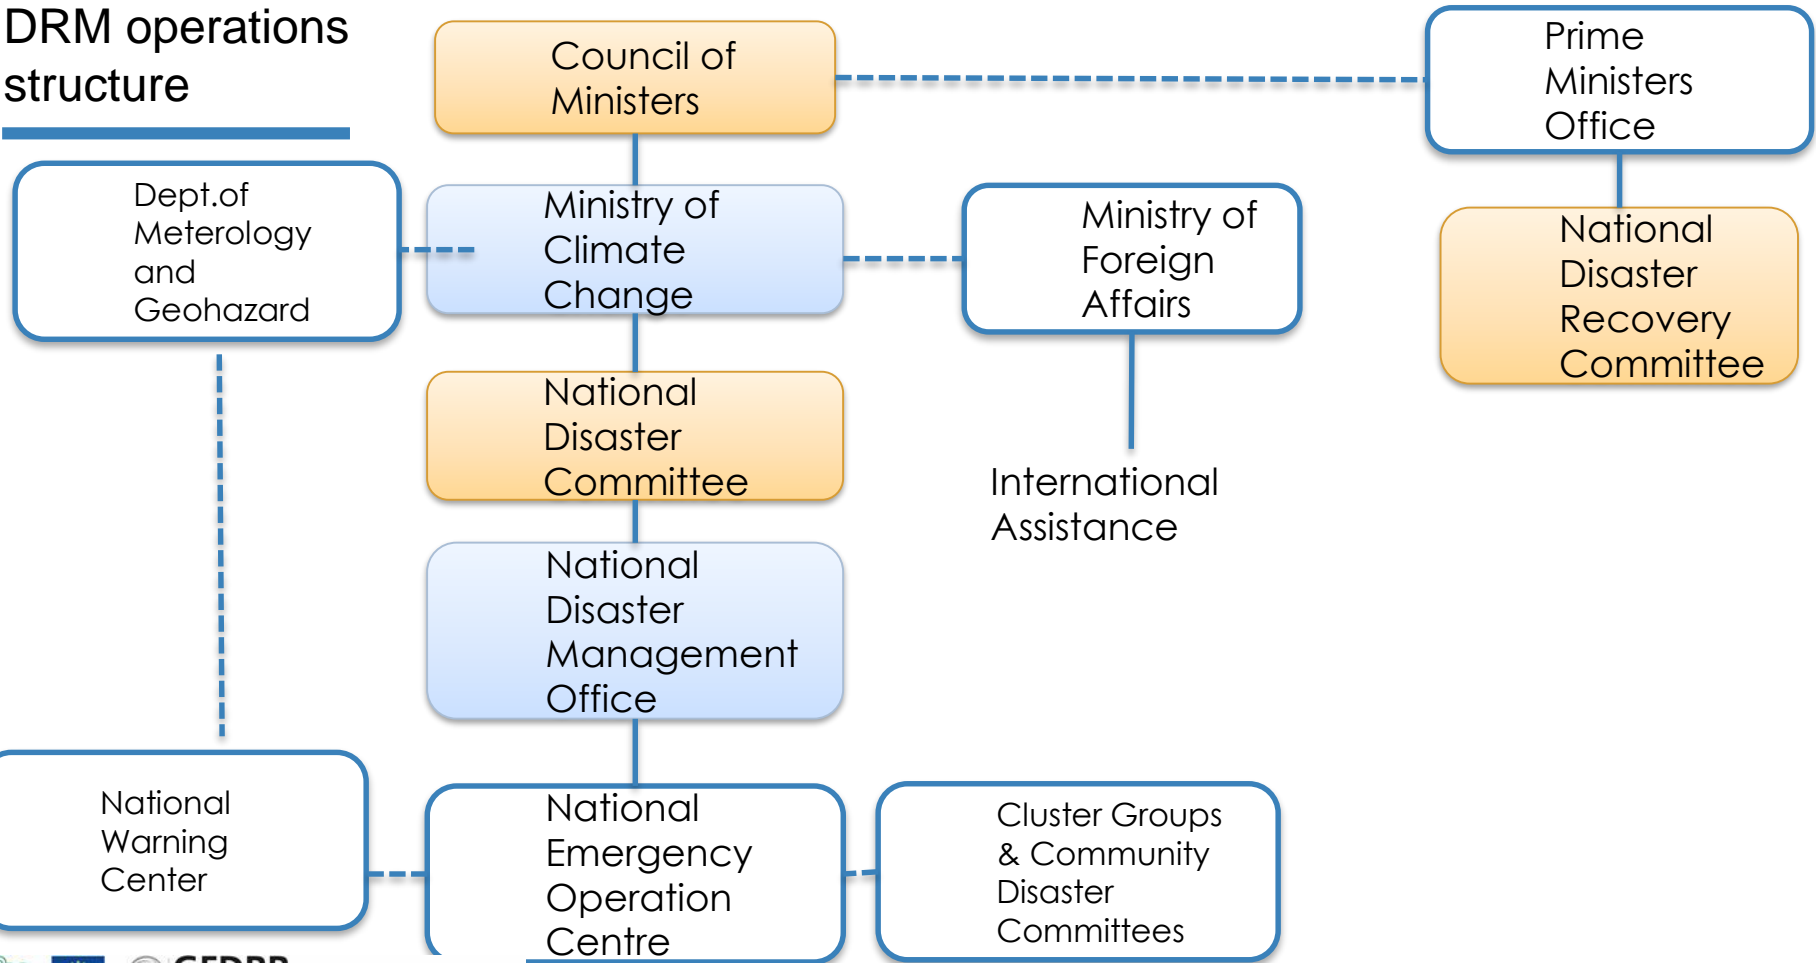 DRM operations
structure
Council of
Ministers
Prime
Ministers
Office
Dept.of
Meterology
and
Geohazard
Ministry of
Climate
Change
Ministry of
Foreign
Affairs
National
Disaster
Recovery
Committee
National
Disaster
Committee
International
Assistance
National
Disaster
Management
Office
National
Warning
Center
National
Emergency
Operation
Centre
Cluster Groups
& Community
Disaster
Committees
GFDRR